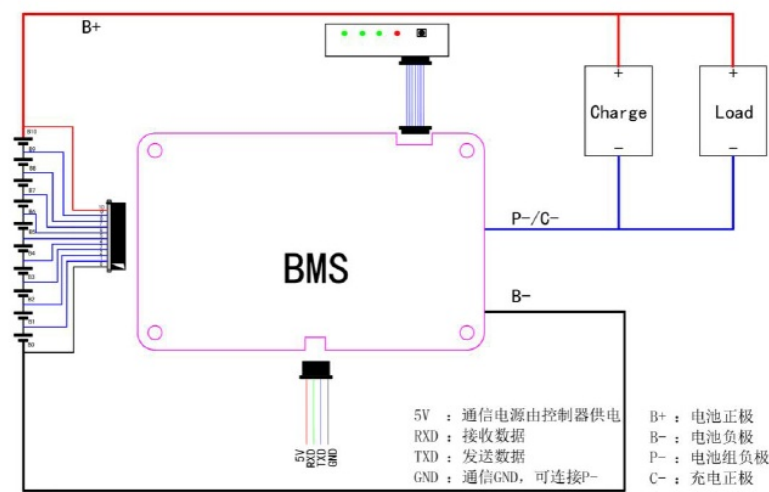 B+
Charge
Load
+
+
-
-
B10
B9
B8
B7
B6
B5
B4
B3
B2
B1
B0
P-/C-
BMS
B-
5V
RXD
TXD
GND
5V ：通信电源由控制器供电
RXD ：接收数据
TXD ：发送数据
GND ：通信GND，可连接P-
B+ ：电池正极
B- ：电池负极
P- ：电池组负极
C- ：充电正极